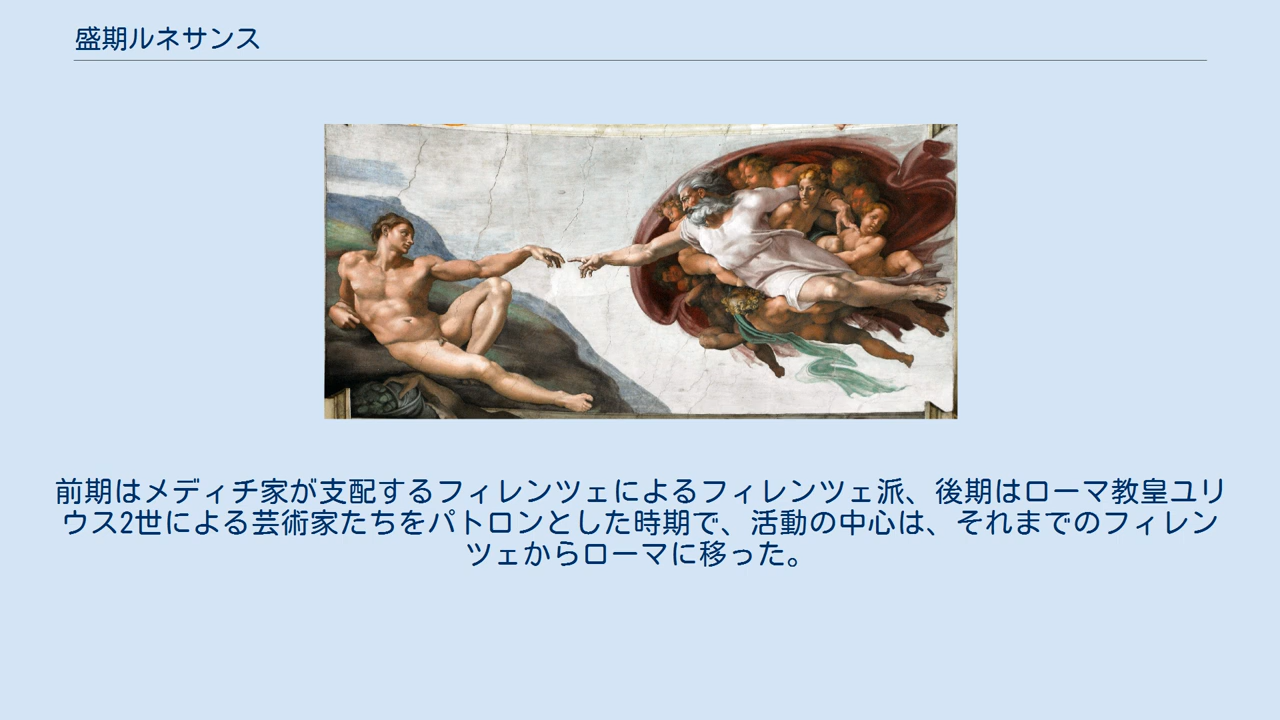 盛期ルネサンス
前期はメディチ家が支配するフィレンツェによるフィレンツェ派、後期はローマ教皇ユリ
ウス2世による芸術家たちをパトロンとした時期で、活動の中心は、それまでのフィレン
ツェからローマに移った。